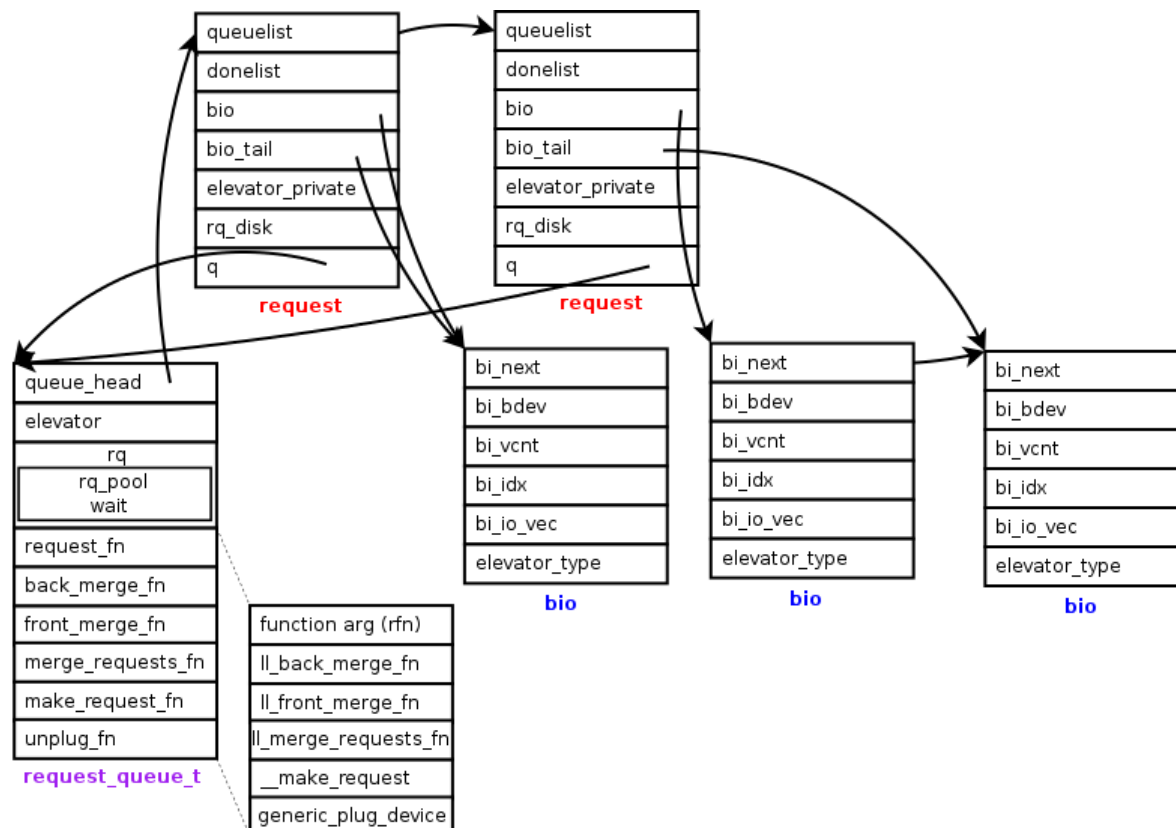 queuelist
donelist
bio
bio_tail
elevator_private
rq_disk
q
request
queuelist
donelist
bio
bio_tail
elevator_private
rq_disk
q
request
queue_head
elevator
rq
rq_pool
wait
request_fn
back_merge_fn
front_merge_fn
merge_requests_fn
make_request_fn
unplug_fn
request_queue_t
function arg (rfn)
ll_back_merge_fn
ll_front_merge_fn
ll_merge_requests_fn
__make_request
generic_plug_device
bi_next
bi_bdev
bi_vcnt
bi_idx
bi_io_vec
elevator_type
bio
bi_next
bi_bdev
bi_vcnt
bi_idx
bi_io_vec
elevator_type
bio
bi_next
bi_bdev
bi_vcnt
bi_idx
bi_io_vec
elevator_type
bio